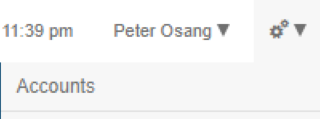 11:39 pm Peter Osang ▼ ▼
Accounts